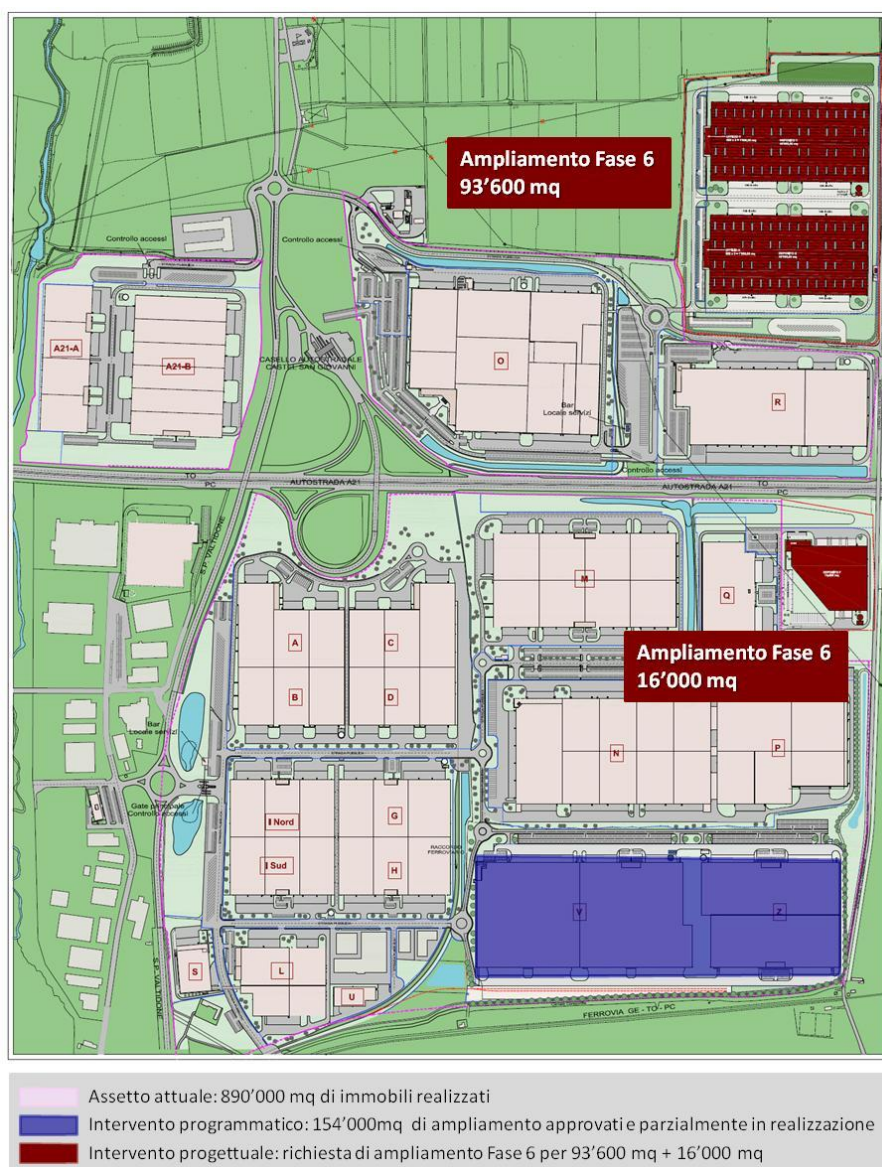 Ampliamento Fase 6
93’600 mq
Controllo accessi
Controllo accessi
A21-A
A21-B
CASELLO AUTOSTRADALE
CASTEL SAN GIOVANNI
O
Bar
Locale servizi
R
Controllo accessi
TO
PC
AUTOSTRADA A21
AUTOSTRADA A21
TO
PC
S.P. VALTIDONE
M
Q
A
C
B
D
Ampliamento Fase 6
16’000 mq
Bar
Locale servizi
N
P
Gate principale
Controllo accessi
I Nord
G
I Sud
H
RACCORDO
FERROVIARIO
V
Z
S
L
U
S.P. VALTIDONE
FERROVIA GE - TO - PC
Assetto attuale: 890’000 mq di immobili realizzati
Intervento programmatico: 154’000mq di ampliamento approvati e parzialmente in realizzazione
Intervento progettuale: richiesta di ampliamento Fase 6 per 93’600 mq + 16’000 mq